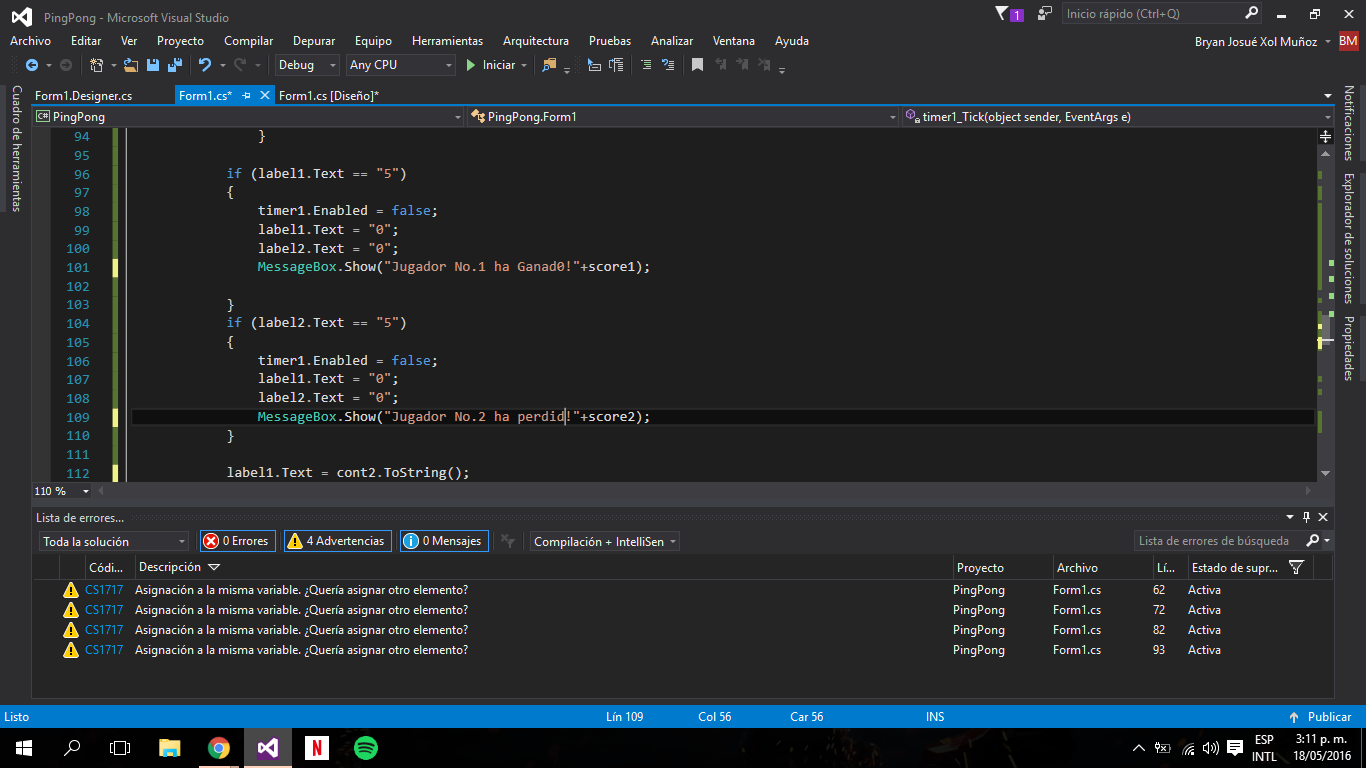 PingPong - Microsoft Visual Studio
1
Inicio rápido (Ctrl+Q)
Archivo Editar Ver Proyecto Compilar Depurar Equipo Herramientas Arquitectura Pruebas Analizar Ventana Ayuda
Bryan Josué Xol Muñoz BM
Debug Any CPU Iniciar
Form1.Designer.cs Form1.cs* Form1.cs [Diseño]*
C# PingPong PingPong.Form1 timer1_Tick(object sender, EventArgs e)
Cuadro de herramientas
Notificaciones
Explorador de soluciones
Propiedades
94 }
95
96 if (label1.Text == "5")
97 {
98 timer1.Enabled = false;
99 label1.Text = "0";
100 label2.Text = "0";
101 MessageBox.Show("Jugador No.1 ha Ganad0!"+score1);
102
103 }
104 if (label2.Text == "5")
105 {
106 timer1.Enabled = false;
107 label1.Text = "0";
108 label2.Text = "0";
109 MessageBox.Show("Jugador No.2 ha perdid!"+score2);
110 }
111
112 label1.Text = cont2.ToString();
110 %
Lista de errores...
Toda la solución 0 Errores 4 Advertencias 0 Mensajes Compilación + IntelliSen Lista de errores de búsqueda
Códi... Descripción Proyecto Archivo Lí... Estado de supr...
CS1717 Asignación a la misma variable. ¿Quería asignar otro elemento? PingPong Form1.cs 62 Activa
CS1717 Asignación a la misma variable. ¿Quería asignar otro elemento? PingPong Form1.cs 72 Activa
CS1717 Asignación a la misma variable. ¿Quería asignar otro elemento? PingPong Form1.cs 82 Activa
CS1717 Asignación a la misma variable. ¿Quería asignar otro elemento? PingPong Form1.cs 93 Activa
Listo Lín 109 Col 56 Car 56 INS Publicar
N
ESP
INTL
3:11 p. m.
18/05/2016